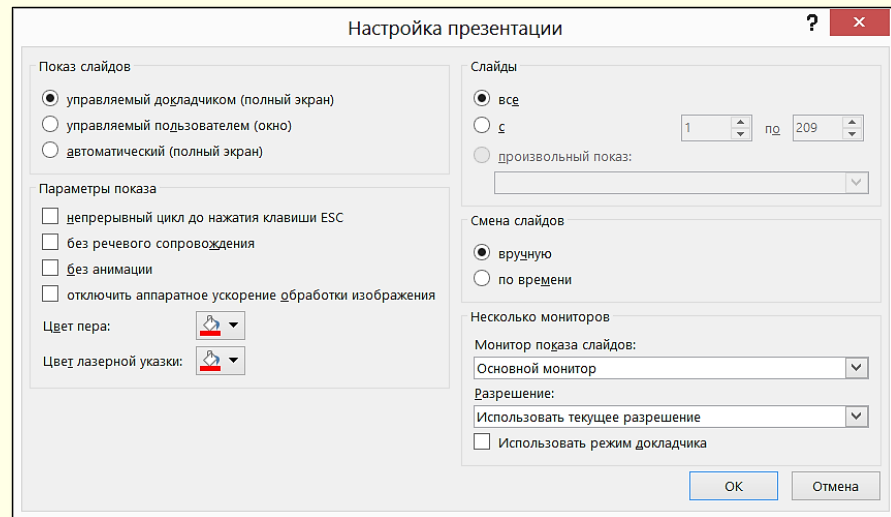 Настройка презентации
?
Показ слайдов
управляемый докладчиком (полный экран)
управляемый пользователем (окно)
автоматический (полный экран)
Параметры показа
непрерывный цикл до нажатия клавиши ESC
без речевого сопровождения
без анимации
отключить аппаратное ускорение обработки изображения
Цвет пера:
Цвет лазерной указки:
Слайды
все
с 1 по 209
произвольный показ:
Смена слайдов
вручную
по времени
Несколько мониторов
Монитор показа слайдов:
Основной монитор
Разрешение:
Использовать текущее разрешение
Использовать режим докладчика
ОК Отмена